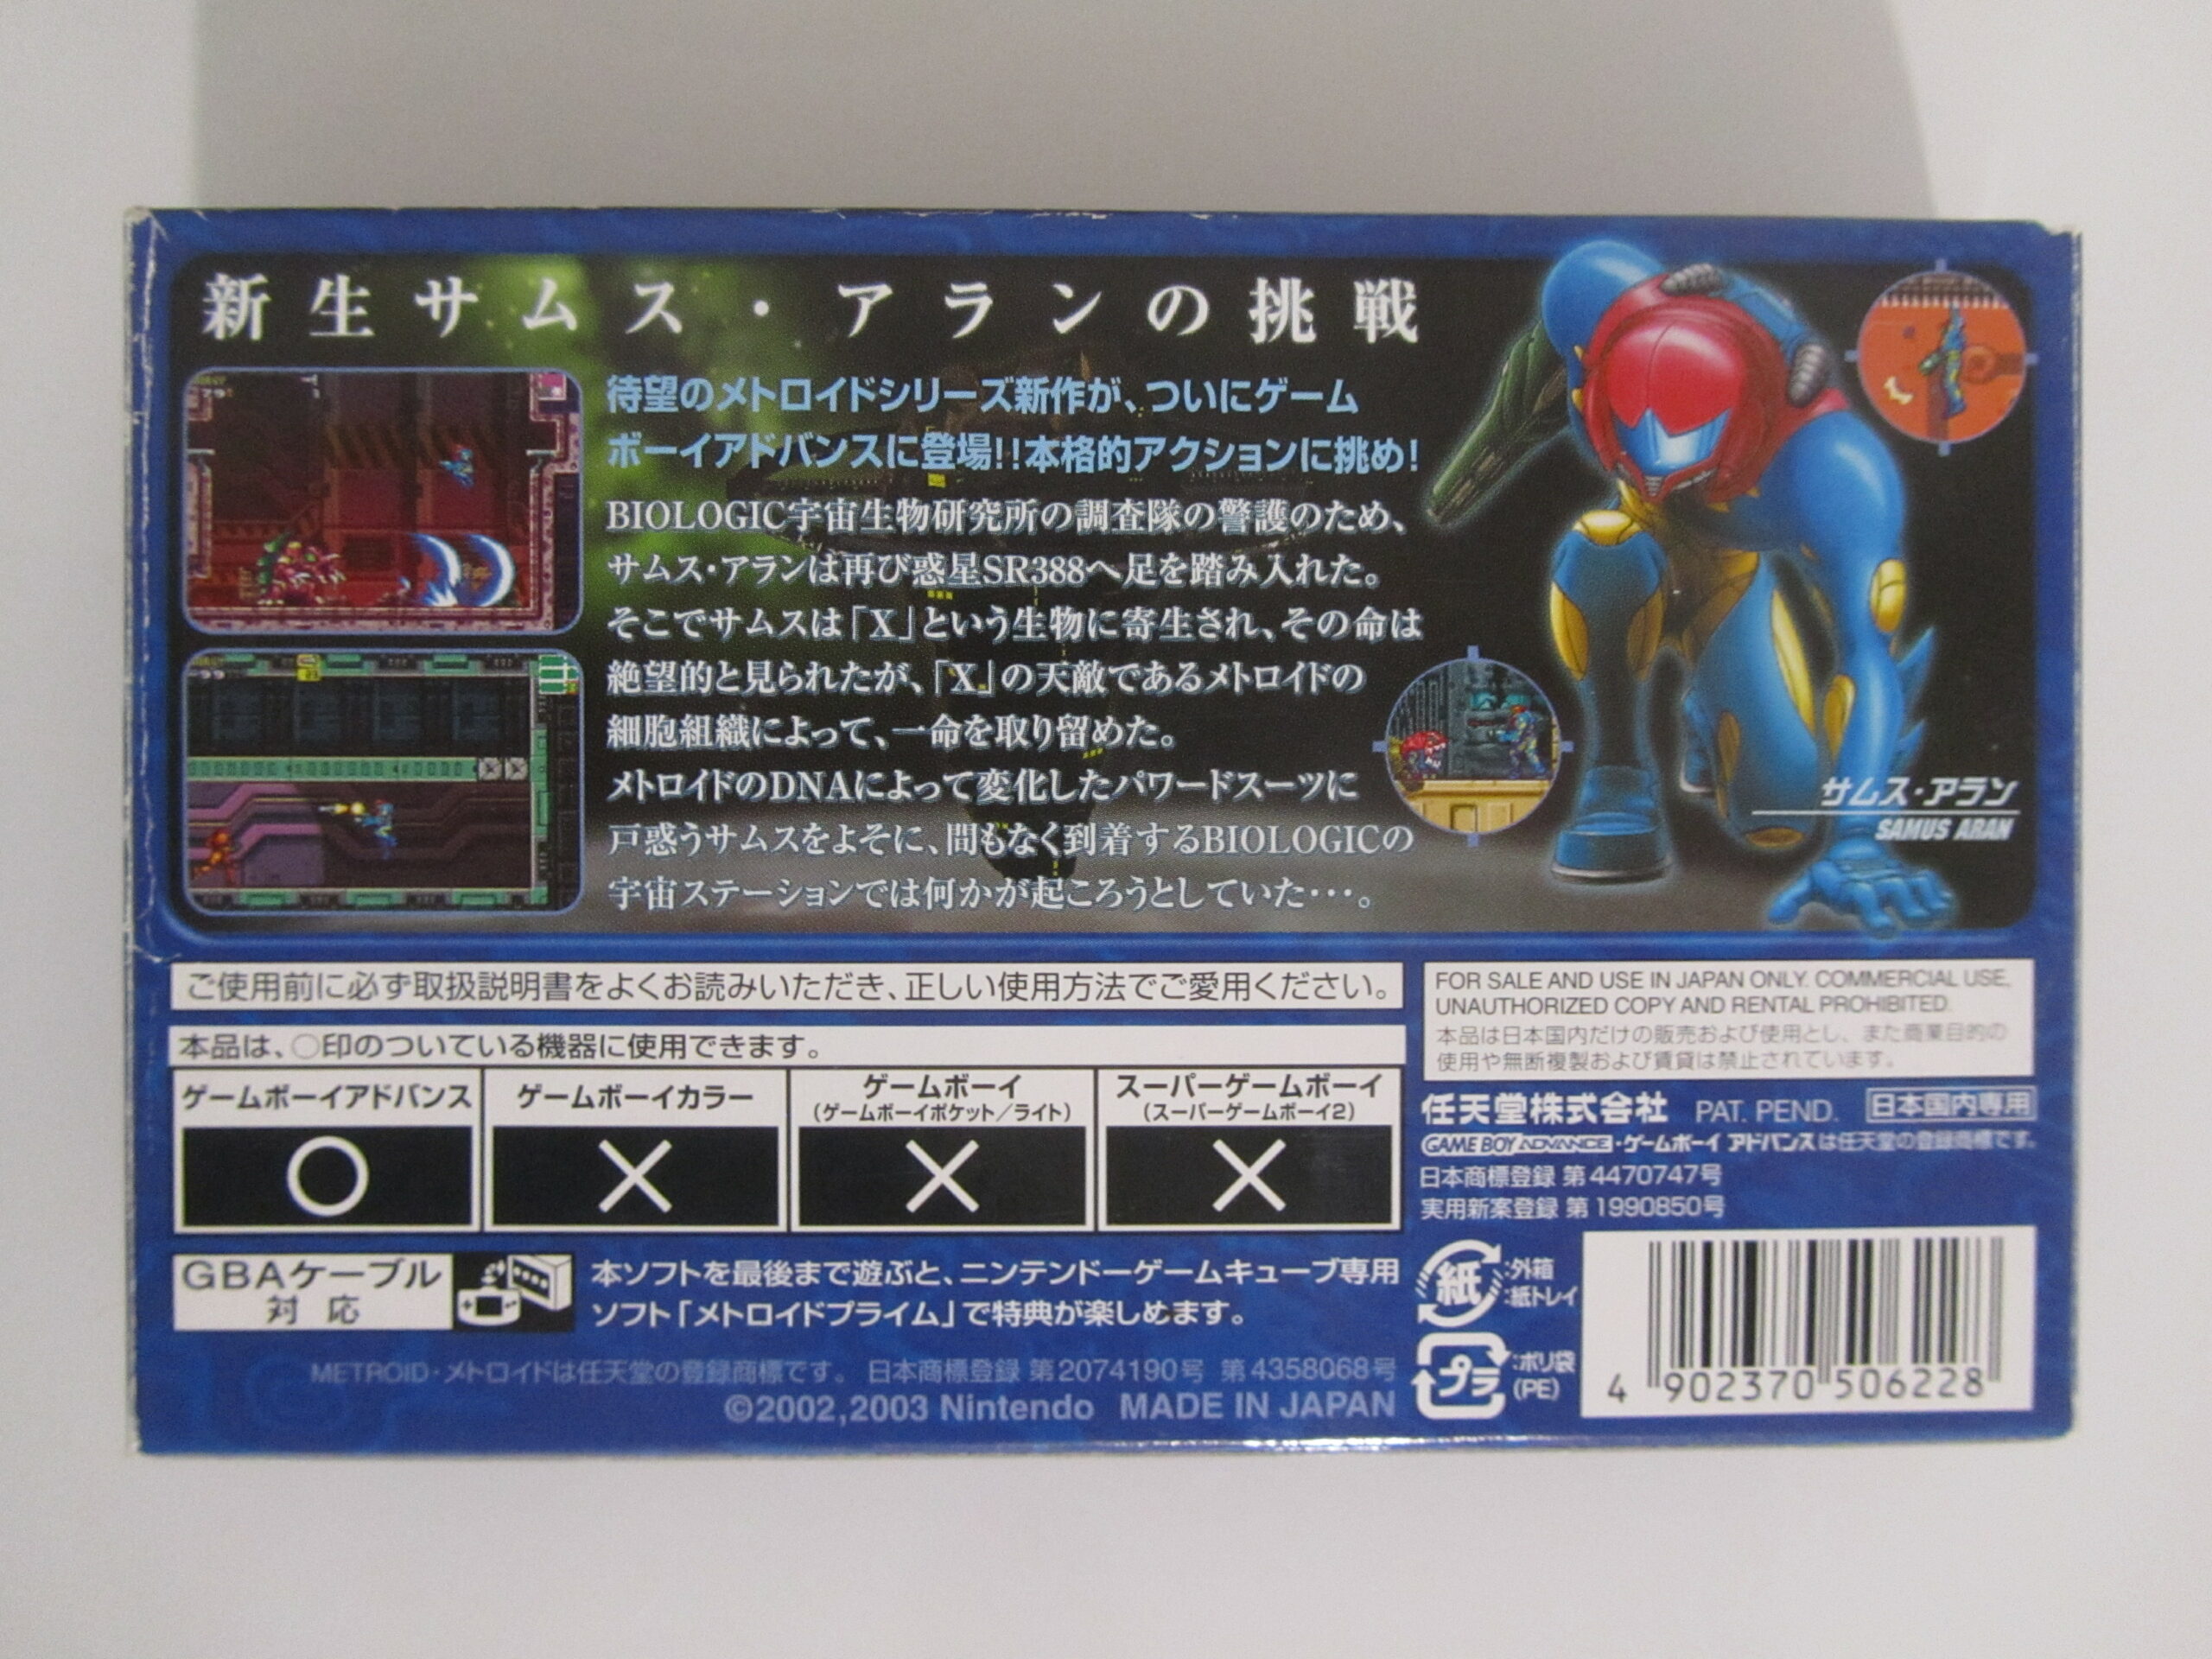 新生サムス・アランの挑戦
待望のメトロイドシリーズ新作が、ついにゲーム
ボーイアドバンスに登場!!本格的アクションに挑め!
BIOLOGIC宇宙生物研究所の調査隊の警護のため、
サムス・アランは再び惑星SR388へ足を踏み入れた。
そこでサムスは「X」という生物に寄生され、その命は
絶望的と見られたが、「X」の天敵であるメトロイドの
細胞組織によって、一命を取り留めた。
メトロイドのDNAによって変化したパワードスーツに
戸惑うサムスをよそに、間もなく到着するBIOLOGICの
宇宙ステーションでは何かが起ころうとしていた・・・。
サムス・アラン
SAMUS ARAN
ご使用前に必ず取扱説明書をよくお読みいただき、正しい使用方法でご愛用ください。
本品は、○印のついている機器に使用できます。
ゲームボーイアドバンス
○
ゲームボーイカラー
×
ゲームボーイ
(ゲームボーイポケット/ライト)
×
スーパーゲームボーイ
(スーパーゲームボーイ2)
×
GBAケーブル
対応
本ソフトを最後まで遊ぶと、ニンテンドーゲームキューブ専用
ソフト「メトロイドプライム」で特典が楽しめます。
METROID・メトロイドは任天堂の登録商標です。 日本商標登録 第2074190号 第4358068号
©2002,2003 Nintendo MADE IN JAPAN
FOR SALE AND USE IN JAPAN ONLY. COMMERCIAL USE,
UNAUTHORIZED COPY AND RENTAL PROHIBITED.
本品は日本国内だけの販売および使用とし、また商業目的の
使用や無断複製および賃貸は禁止されています。
任天堂株式会社 PAT. PEND. 日本国内専用
GAME BOY ADVANCE・ゲームボーイ アドバンスは任天堂の登録商標です。
日本商標登録 第4470747号
実用新案登録 第1990850号
紙 :外箱
:紙トレイ
プラ :ポリ袋
(PE)
4 902370 506228